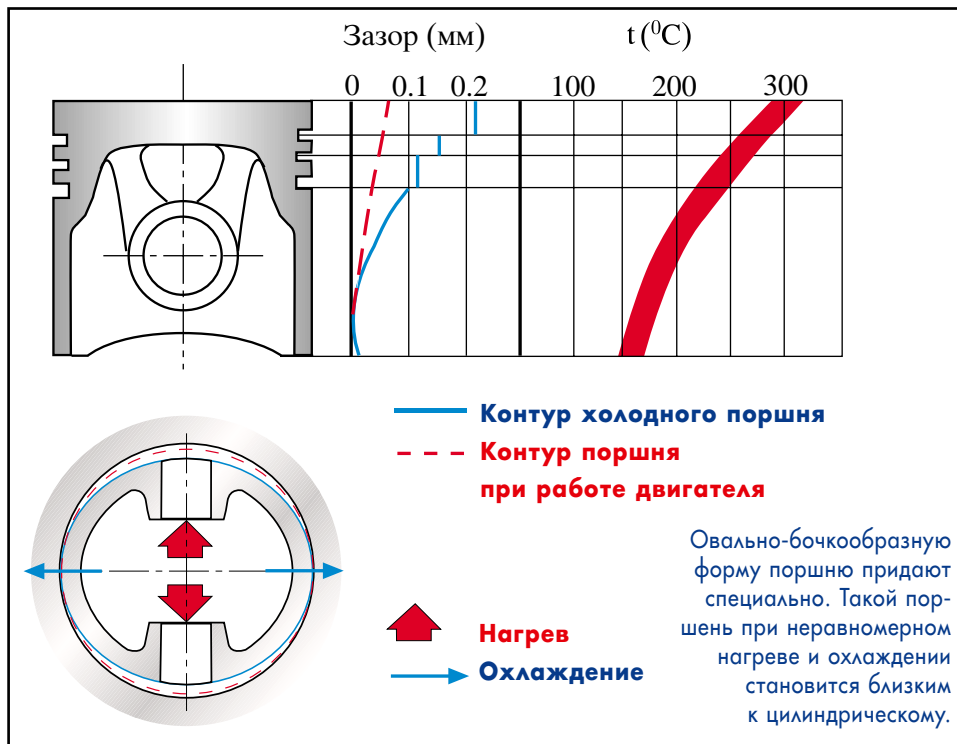 Зазор (мм) t (⁰C)
0 0.1 0.2 100 200 300
Контур холодного поршня
Контур поршня
при работе двигателя
Нагрев
Охлаждение
Овально-бочкообразную
форму поршню придают
специально. Такой пор-
шень при неравномерном
нагреве и охлаждении
становится близким
к цилиндрическому.